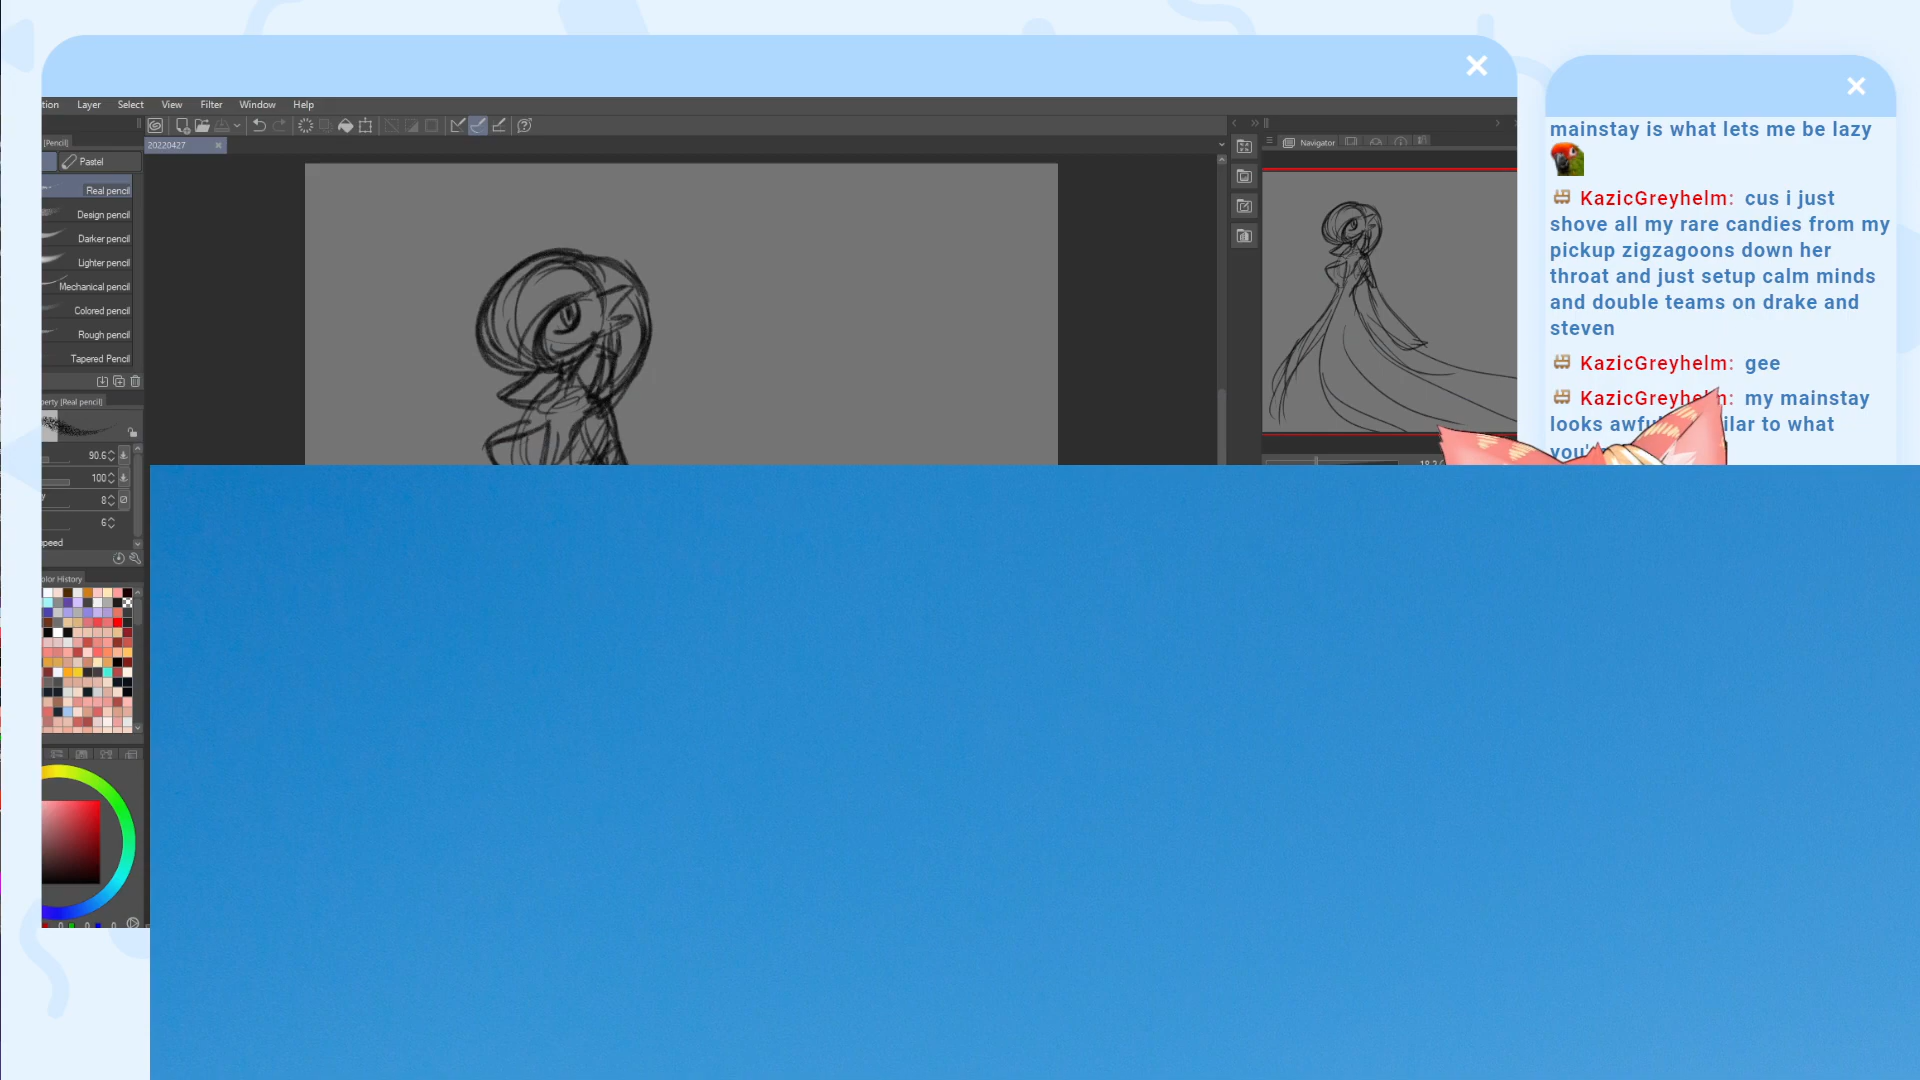 tion Layer Select View Filter Window Help
[Pencil]
20220427
Navigator
Pastel
Real pencil
Design pencil
Darker pencil
Lighter pencil
Mechanical pencil
Colored pencil
Rough pencil
Tapered Pencil
perty [Real pencil]
90.6
100
8
6
peed
olor History
mainstay is what lets me be lazy
KazicGreyhelm: cus i just
shove all my rare candies from my
pickup zigzagoons down her
throat and just setup calm minds
and double teams on drake and
steven
KazicGreyhelm: gee
KazicGreyhelm: my mainstay
looks awfu ilar to what
you'